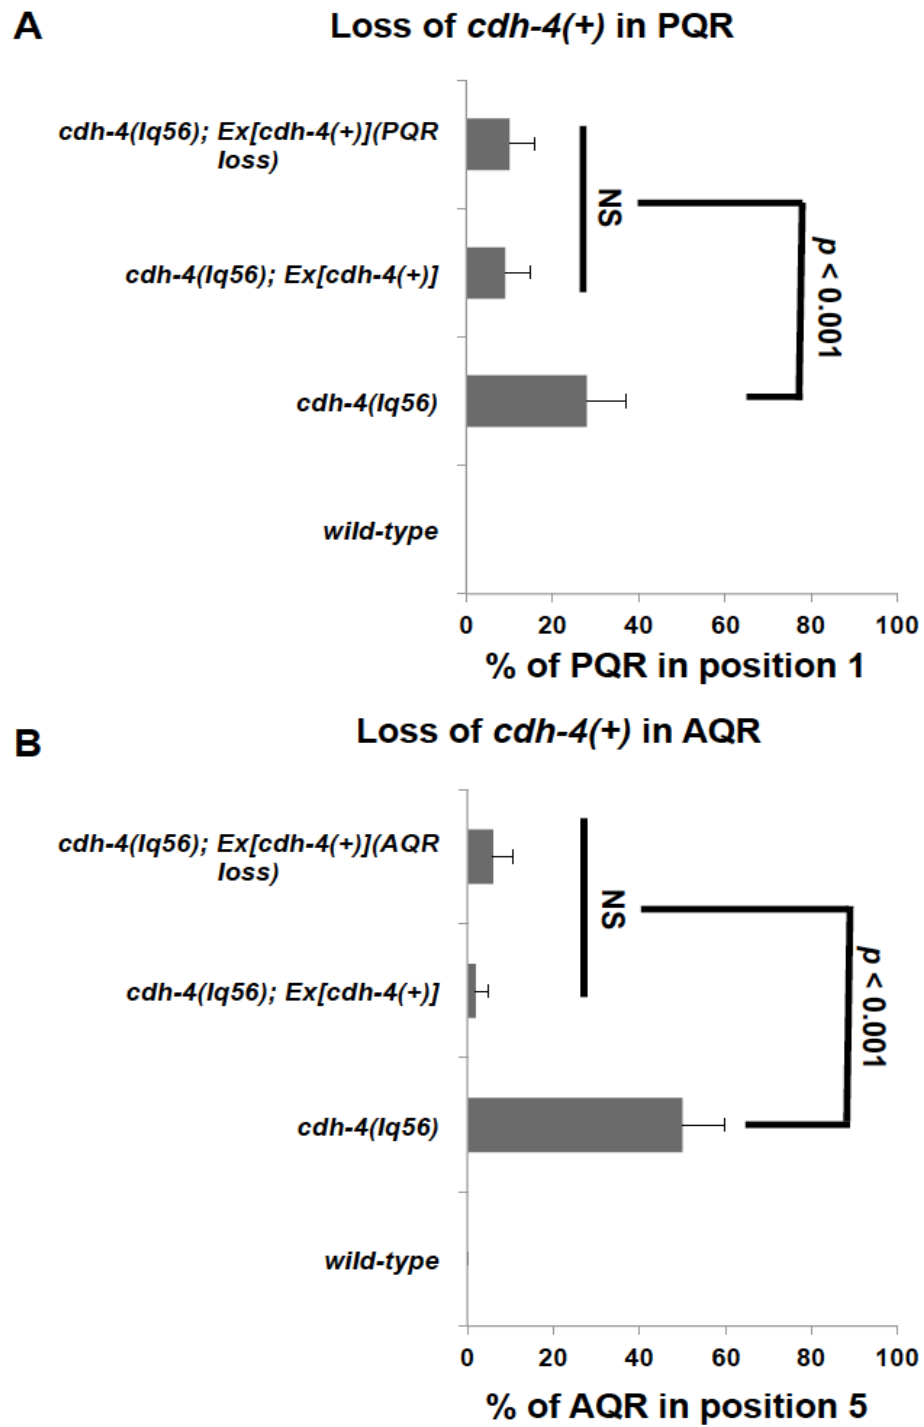 A
Loss of cdh-4(+) in PQR
cdh-4(lq56); Ex[cdh-4(+)](PQR
loss)
NS
cdh-4(lq56); Ex[cdh-4(+)]
p < 0.001
cdh-4(lq56)
wild-type
0 20 40 60 80 100
% of PQR in position 1
B
Loss of cdh-4(+) in AQR
cdh-4(lq56); Ex[cdh-4(+)](AQR
loss)
NS
cdh-4(lq56); Ex[cdh-4(+)]
p < 0.001
cdh-4(lq56)
wild-type
0 20 40 60 80 100
% of AQR in position 5